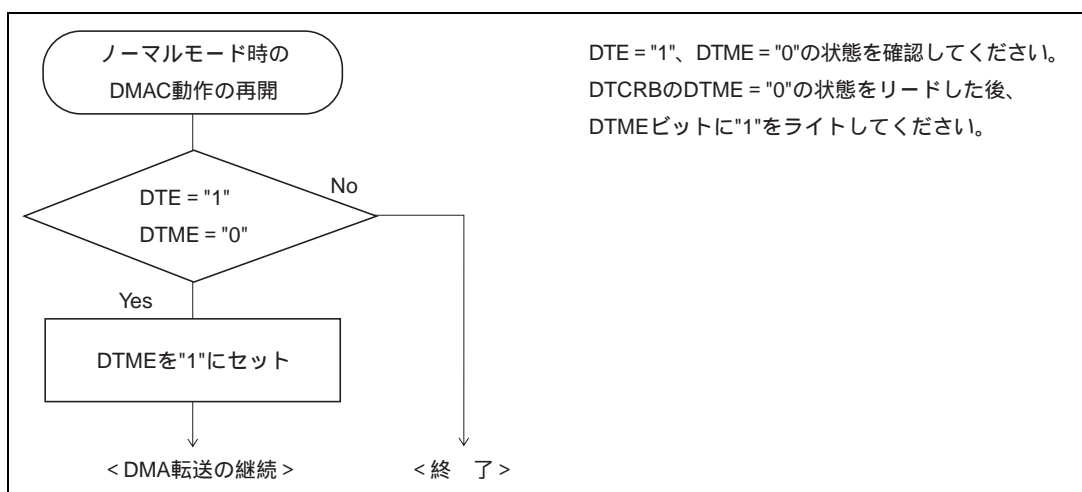 ノーマルモード時の
DMAC動作の再開
DTE = "1"、DTME = "0"の状態を確認してください。
DTCRBのDTME = "0"の状態をリードした後、
DTMEビットに"1"をライトしてください。
DTE = "1"
DTME = "0"
No
Yes
DTMEを"1"にセット
< DMA転送の継続 >
< 終　了 >